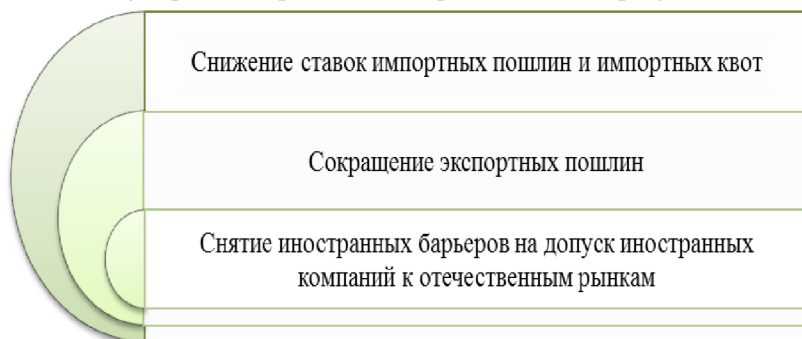 Снижение ставок импортных пошлин и импортных квот
Сокращение экспортных пошлин
Снятие иностранных барьеров на допуск иностранных
компаний к отечественным рынкам